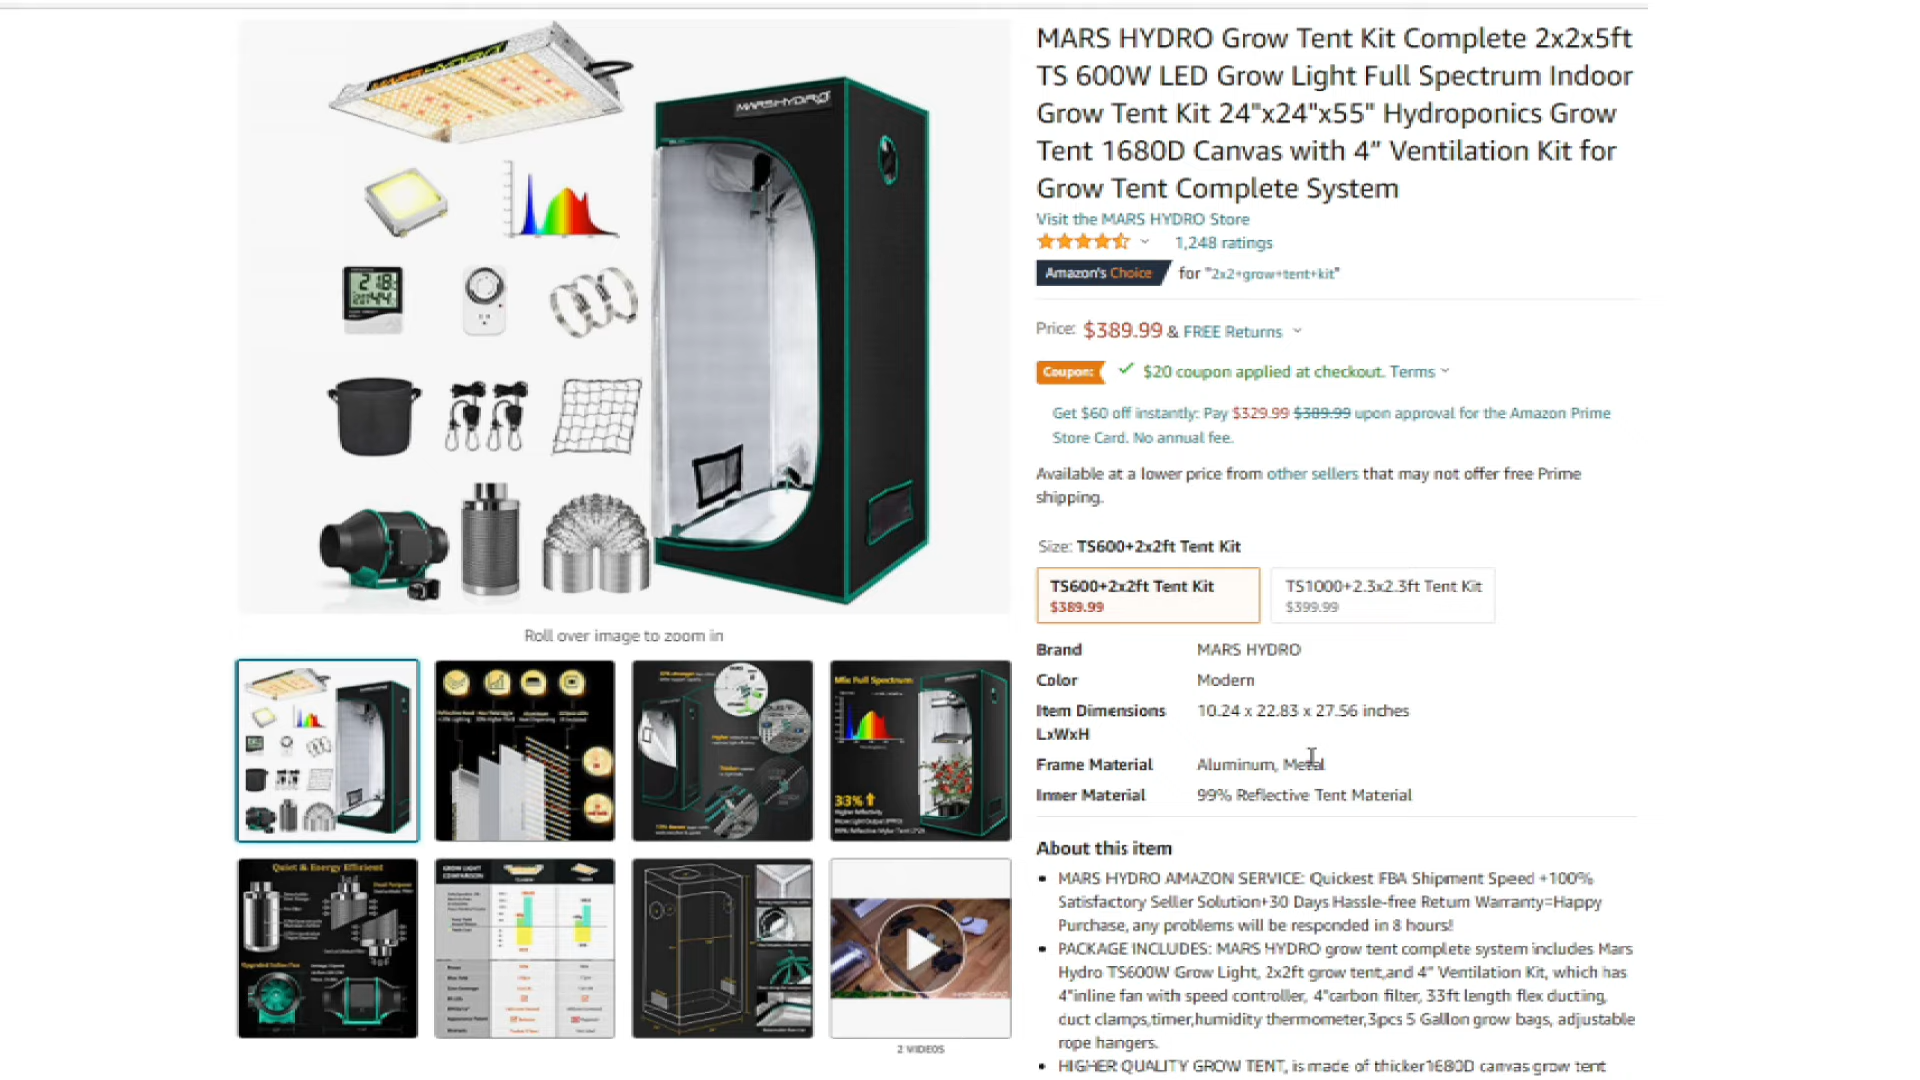 MARS HYDRO Grow Tent Kit Complete 2x2x5ft
TS 600W LED Grow Light Full Spectrum Indoor
Grow Tent Kit 24"x24"x55" Hydroponics Grow
Tent 1680D Canvas with 4” Ventilation Kit for
Grow Tent Complete System
Visit the MARS HYDRO Store
1,248 ratings
Amazon's Choice for "2x2+grow+tent+kit"
Price: $389.99 & FREE Returns
Coupon: $20 coupon applied at checkout. Terms
Get $60 off instantly: Pay $329.99 $389.99 upon approval for the Amazon Prime
Store Card. No annual fee.
Available at a lower price from other sellers that may not offer free Prime
shipping.
Size: TS600+2x2ft Tent Kit
TS600+2x2ft Tent Kit
$389.99
TS1000+2.3x2.3ft Tent Kit
$399.99
Brand MARS HYDRO
Color Modern
Item Dimensions 10.24 x 22.83 x 27.56 inches
LxWxH
Frame Material Aluminum, Metal
Inner Material 99% Reflective Tent Material
About this item
MARS HYDRO AMAZON SERVICE: Quickest FBA Shipment Speed +100%
Satisfactory Seller Solution+30 Days Hassle-free Return Warranty=Happy
Purchase, any problems will be responded in 8 hours!
PACKAGE INCLUDES: MARS HYDRO grow tent complete system includes Mars
Hydro TS600W Grow Light, 2x2ft grow tent,and 4" Ventilation Kit, which has
4"inline fan with speed controller, 4"carbon filter, 33ft length flex ducting,
duct clamps,timer,humidity thermometer,3pcs 5 Galllon grow bags, adjustable
rope hangers.
HIGHER QUALITY GROW TENT, is made of thicker1680D canvas grow tent
MARS HYDRO
MARSHYDRO
Roll over image to zoom in
Mix Full Spectrum
33%
Quiet & Energy Efficient
GROW LIGHT
COMPARISON
2 VIDEOS